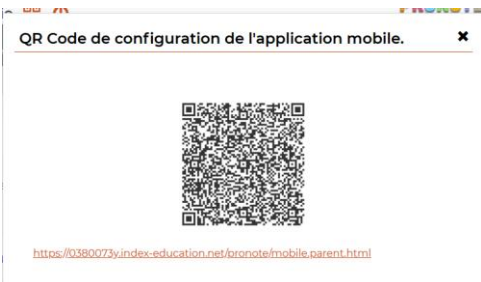 QR Code de configuration de l'application mobile.
https://0380073y.index-education.net/pronote/mobile.parent.html